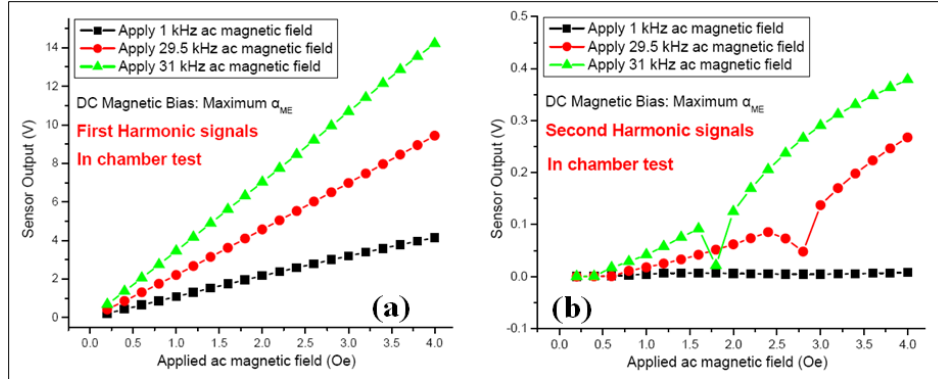 Apply 1 kHz ac magnetic field
Apply 29.5 kHz ac magnetic field
Apply 31 kHz ac magnetic field
DC Magnetic Bias: Maximum αME
First Harmonic signals
In chamber test
(a)
14
12
10
8
6
4
2
0
0.0 0.5 1.0 1.5 2.0 2.5 3.0 3.5 4.0
Applied ac magnetic field (Oe)
Sensor Output (V)
Apply 1 kHz ac magnetic field
Apply 29.5 kHz ac magnetic field
Apply 31 kHz ac magnetic field
DC Magnetic Bias: Maximum αME
Second Harmonic signals
In chamber test
(b)
0.5
0.4
0.3
0.2
0.1
0.0
-0.1
0.0 0.5 1.0 1.5 2.0 2.5 3.0 3.5 4.0
Applied ac magnetic field (Oe)
Sensor Output (V)